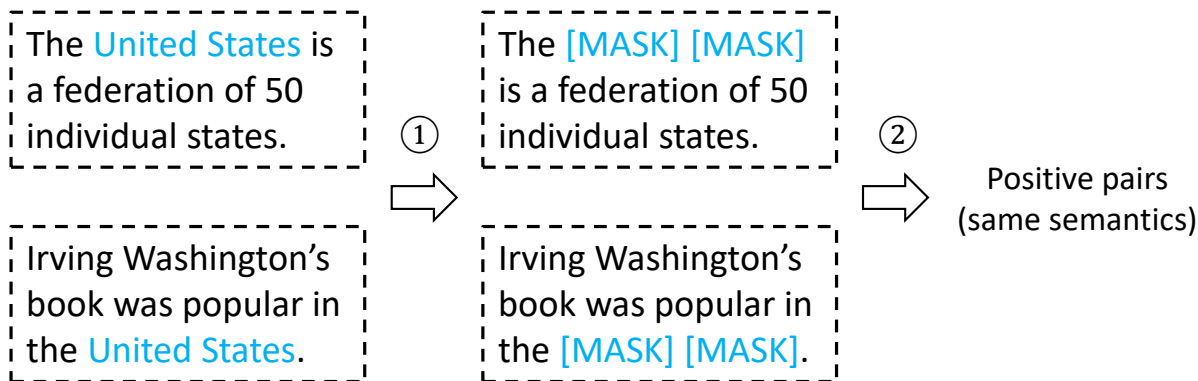 The United States is
a federation of 50
individual states.
①
The [MASK] [MASK]
is a federation of 50
individual states.
②
Positive pairs
(same semantics)
Irving Washington’s
book was popular in
the United States.
Irving Washington’s
book was popular in
the [MASK] [MASK].